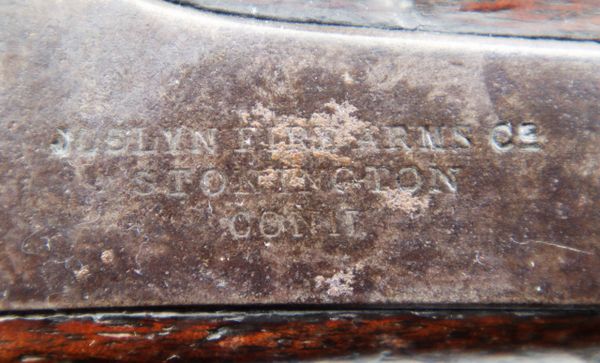 JOSLYN FIRE ARMS Co
STONINGTON
CONN